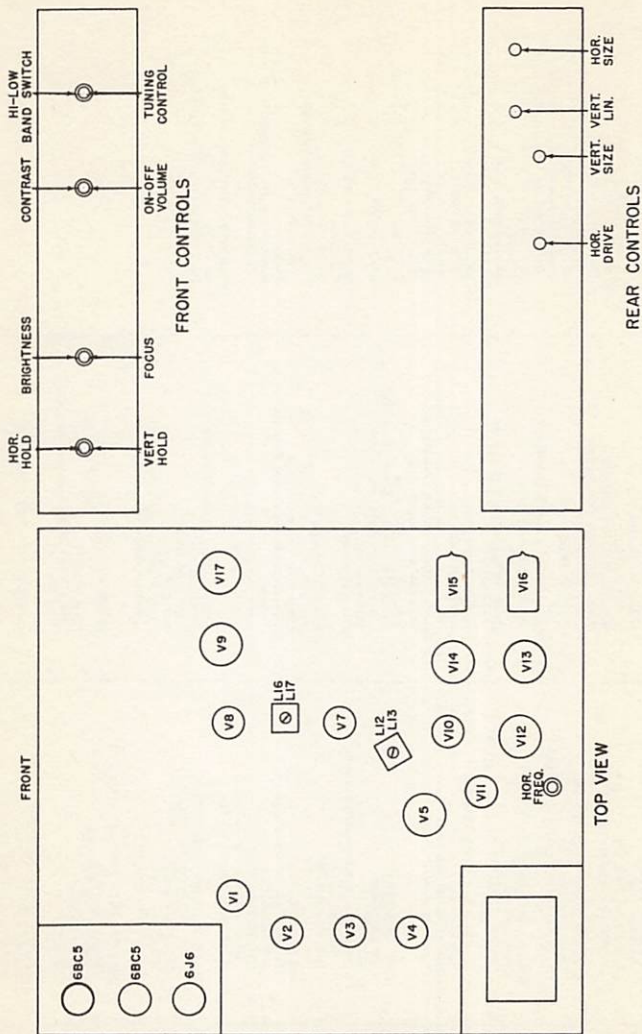 FRONT
6BC5
6BC5
6J6
V1
V2
V3
V4
V5
V8
V9
V17
L16
L17
V7
L12
L13
V10
V14
V15
V11
V12
V13
V16
HOR.
FREQ.
TOP VIEW
HOR.
HOLD
BRIGHTNESS
CONTRAST
HI-LOW
BAND SWITCH
VERT
HOLD
FOCUS
ON-OFF
VOLUME
TUNING
CONTROL
FRONT CONTROLS
HOR.
DRIVE
VERT.
SIZE
VERT.
LIN.
HOR.
SIZE
REAR CONTROLS